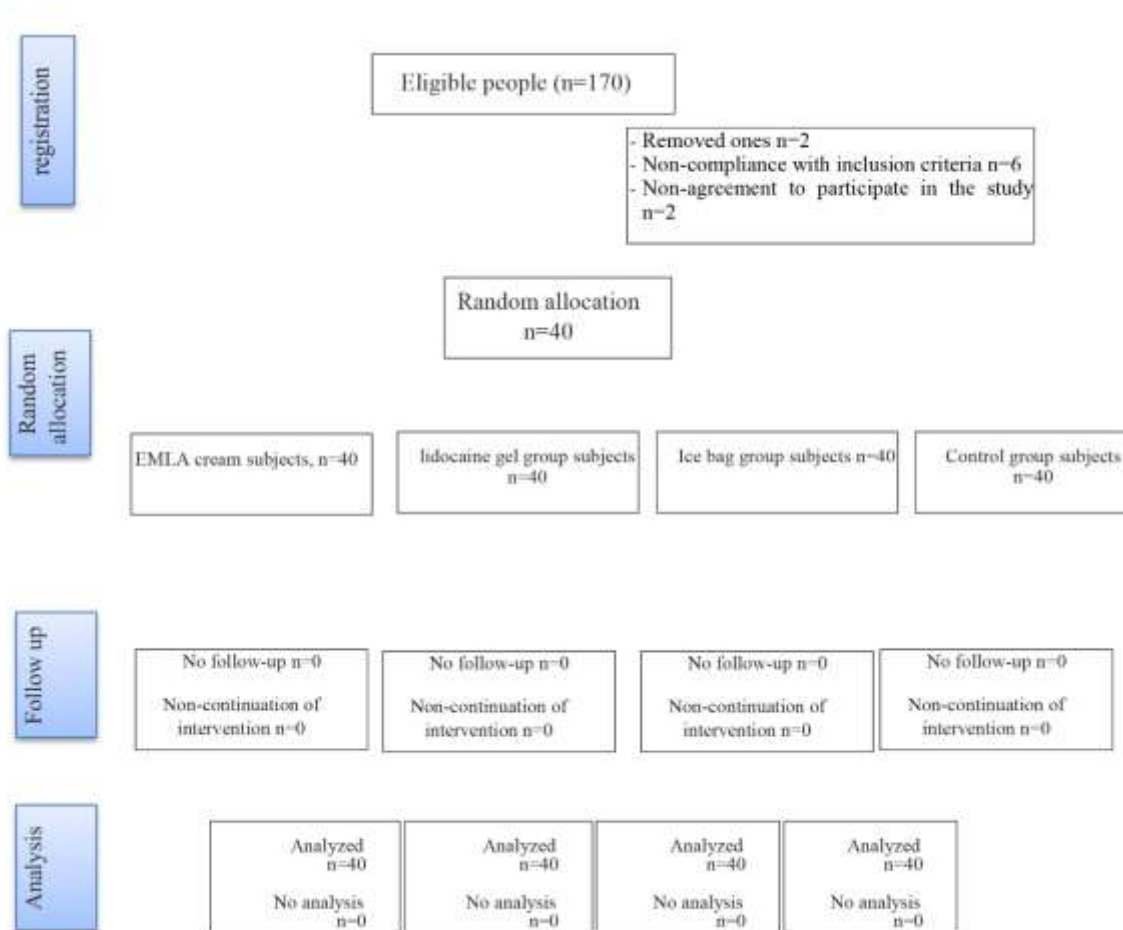 registration
Eligible people (n=170)
- Removed ones n=2
- Non-compliance with inclusion criteria n=6
- Non-agreement to participate in the study
n=2
Random allocation
n=40
Random
allocation
EMLA cream subjects, n=40
lidocaine gel group subjects
n=40
Ice bag group subjects n=40
Control group subjects
n=40
Follow up
No follow-up n=0
Non-continuation of
intervention n=0
No follow-up n=0
Non-continuation of
intervention n=0
No follow-up n=0
Non-continuation of
intervention n=0
No follow-up n=0
Non-continuation of
intervention n=0
Analysis
Analyzed
n=40
No analysis
n=0
Analyzed
n=40
No analysis
n=0
Analyzed
n=40
No analysis
n=0
Analyzed
n=40
No analysis
n=0